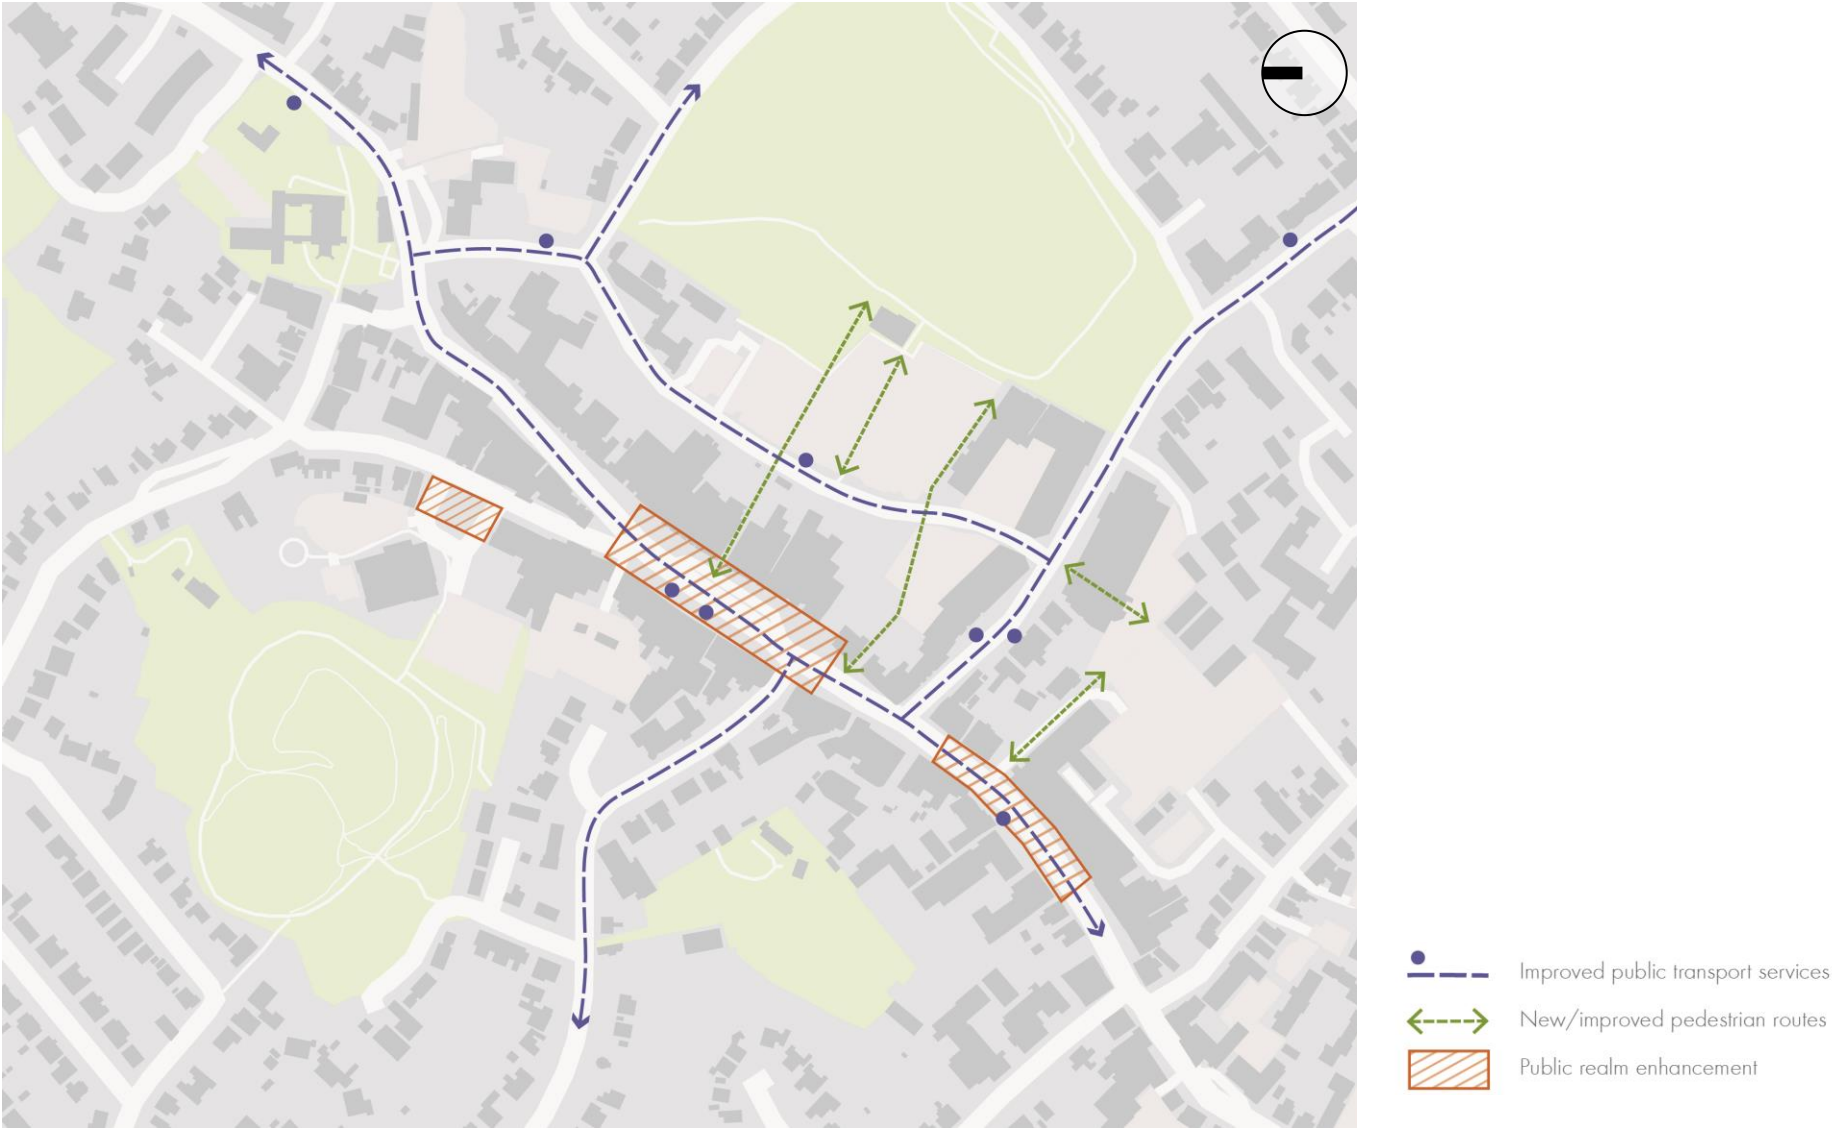 Improved public transport services
New/improved pedestrian routes
Public realm enhancement